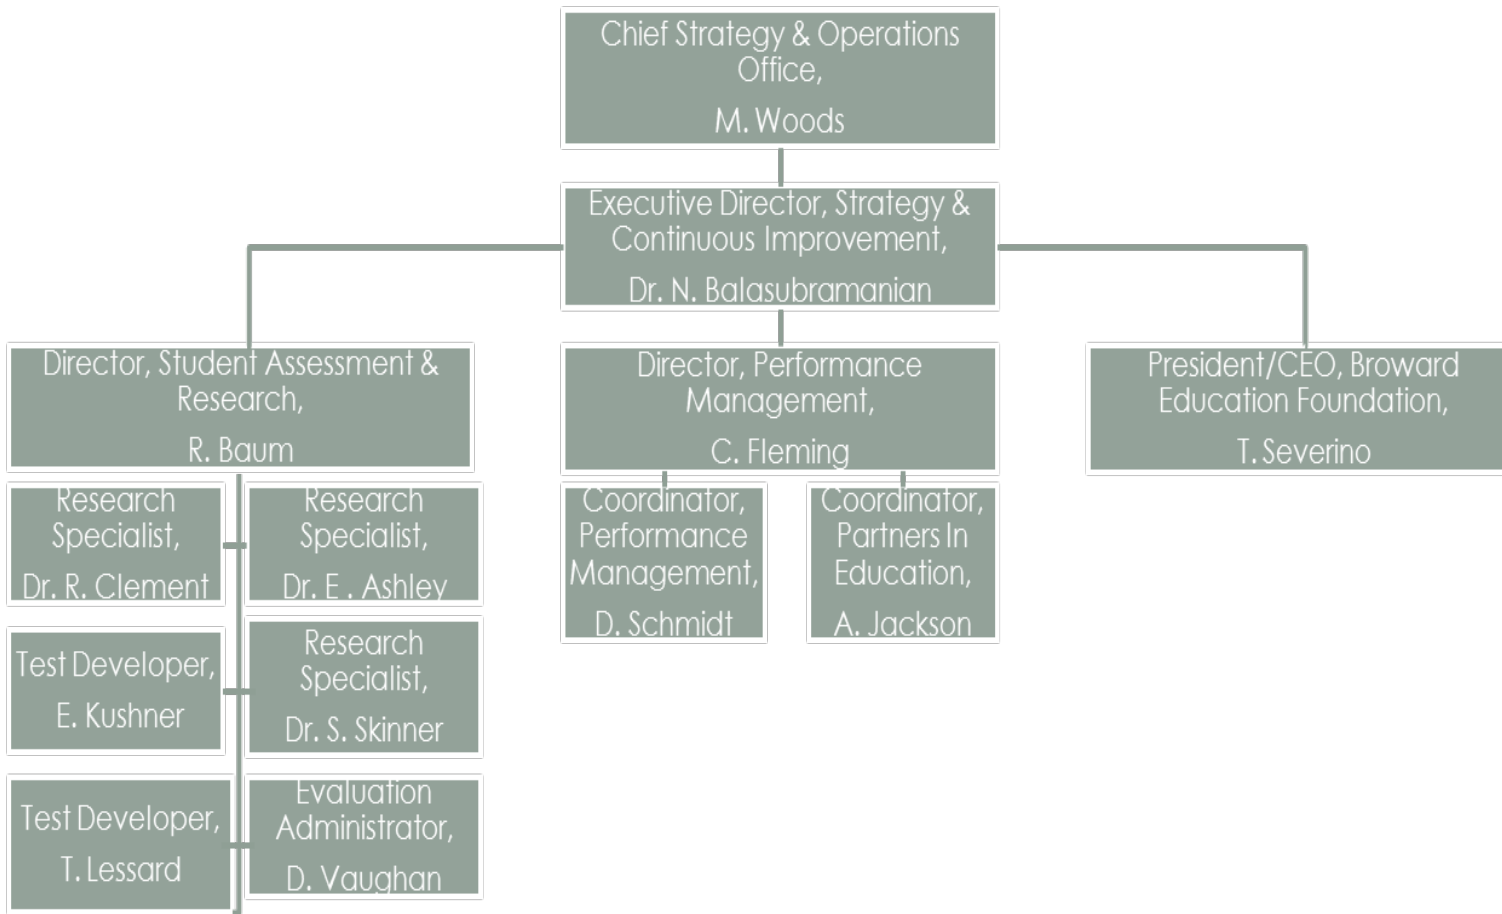 Chief Strategy & Operations
Office,
M. Woods
Executive Director, Strategy &
Continuous Improvement,
Dr. N. Balasubramanian
Director, Student Assessment &
Research,
R. Baum
Director, Performance
Management,
C. Fleming
President/CEO, Broward
Education Foundation,
T. Severino
Research
Specialist,
Dr. R. Clement
Research
Specialist,
Dr. E . Ashley
Coordinator,
Performance
Management,
D. Schmidt
Coordinator,
Partners In
Education,
A. Jackson
Test Developer,
E. Kushner
Research
Specialist,
Dr. S. Skinner
Test Developer,
T. Lessard
Evaluation
Administrator,
D. Vaughan